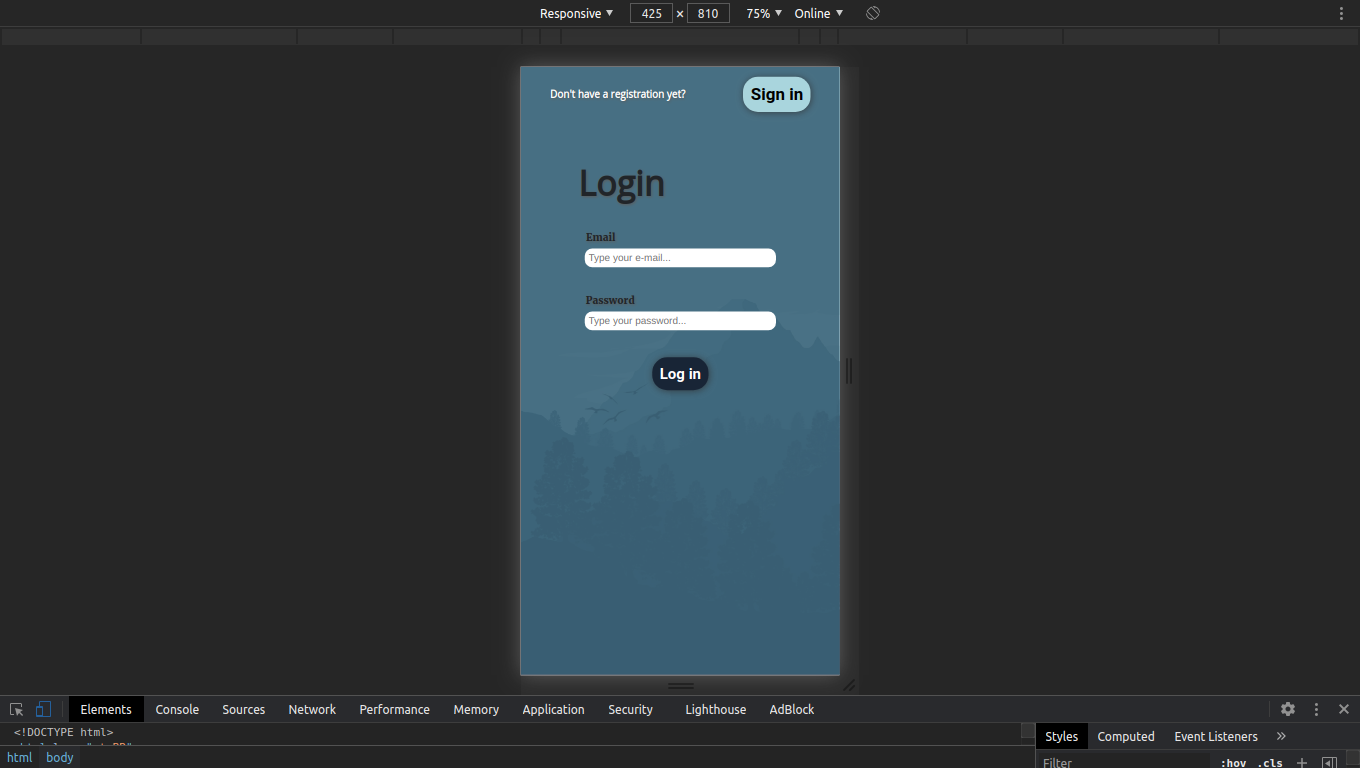 Responsive 425 × 810 75% Online
Don't have a registration yet?
Sign in
Login
Email
Type your e-mail...
Password
Type your password...
Log in
Elements Console Sources Network Performance Memory Application Security Lighthouse AdBlock
<!DOCTYPE html>
html body
Styles Computed Event Listeners »
Filter :hov .cls +